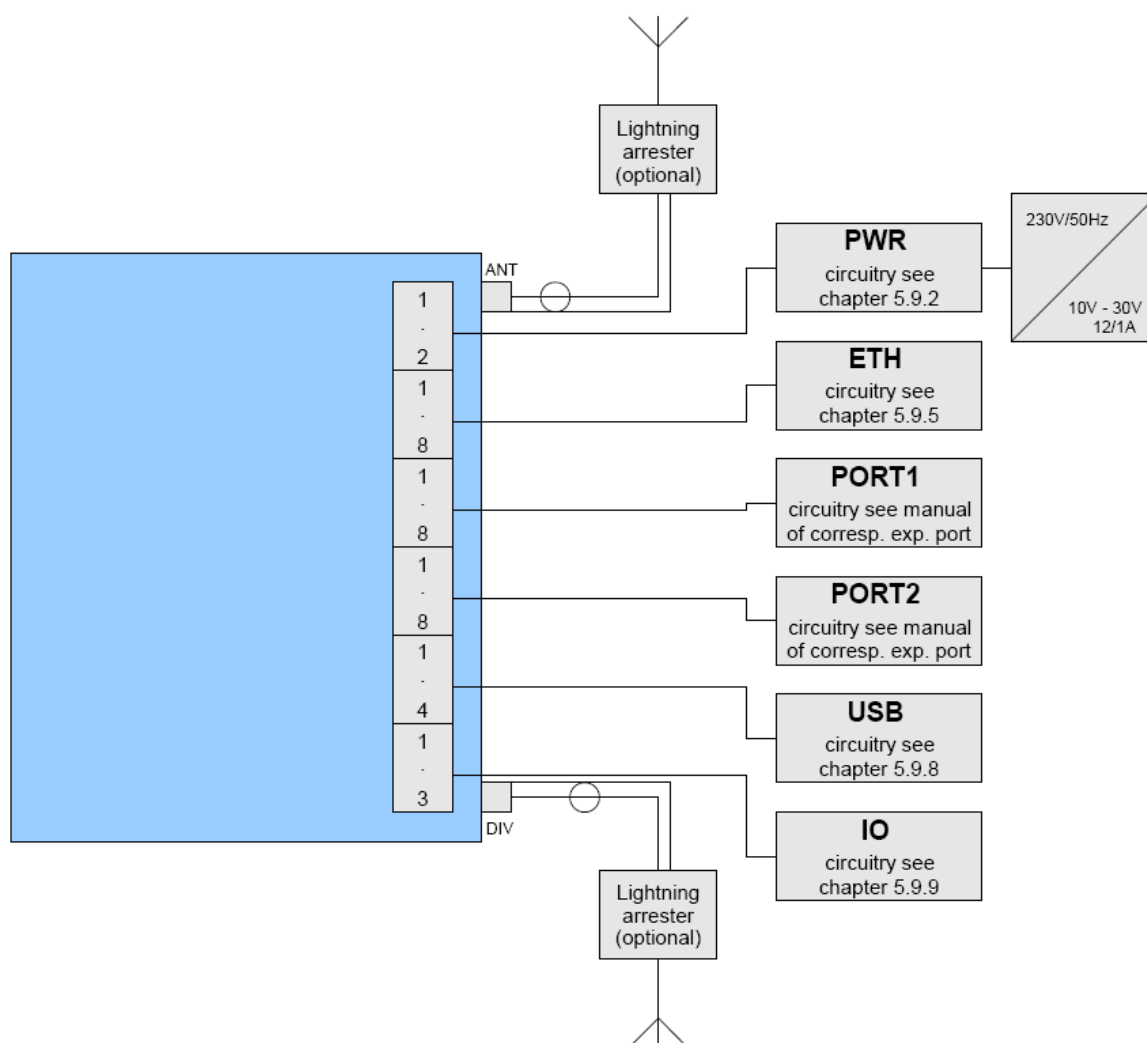 Lightning
arrester
(optional)
ANT
1
.
2
1
.
8
1
.
8
1
.
8
1
.
4
1
.
3
DIV
PWR
circuitry see
chapter 5.9.2
230V/50Hz
10V - 30V
12/1A
ETH
circuitry see
chapter 5.9.5
PORT1
circuitry see manual
of corresp. exp. port
PORT2
circuitry see manual
of corresp. exp. port
USB
circuitry see
chapter 5.9.8
IO
circuitry see
chapter 5.9.9
Lightning
arrester
(optional)